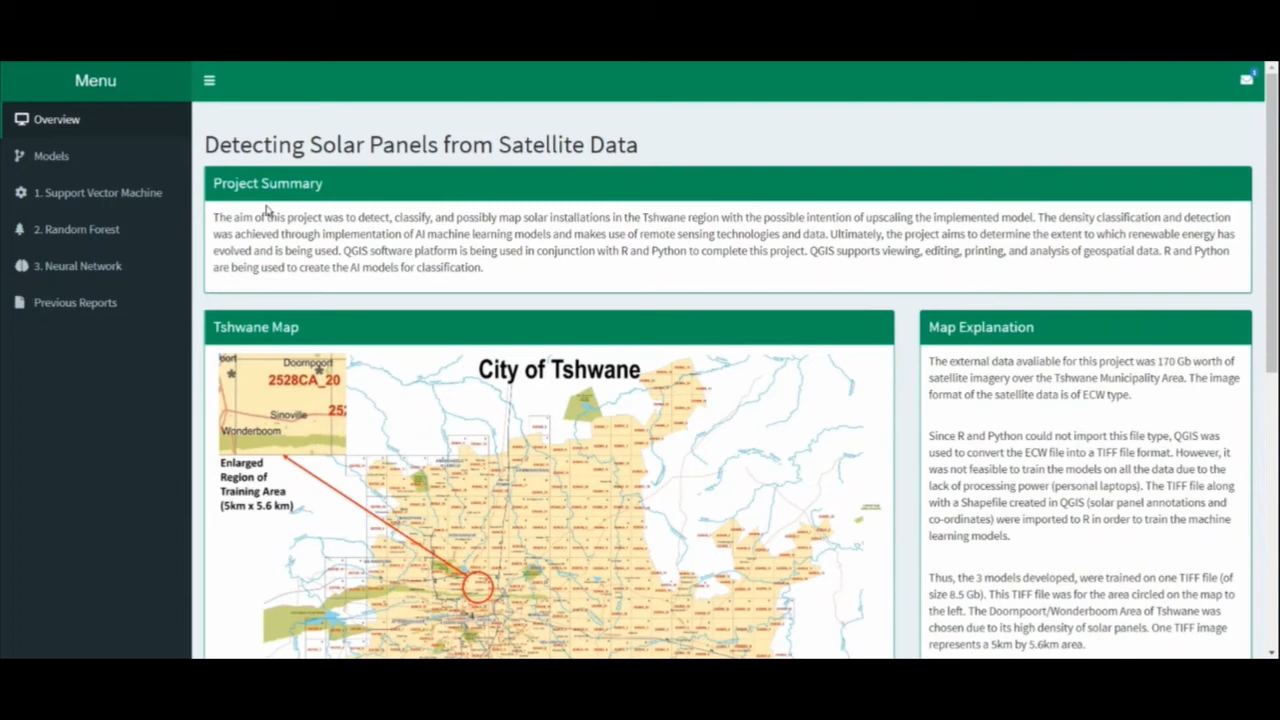 Menu
Overview
Models
1. Support Vector Machine
2. Random Forest
3. Neural Network
Previous Reports
Detecting Solar Panels from Satellite Data
Project Summary
The aim of this project was to detect, classify, and possibly map solar installations in the Tshwane region with the possible intention of upscaling the implemented model. The density classification and detection
was achieved through implementation of AI machine learning models and makes use of remote sensing technologies and data. Ultimately, the project aims to determine the extent to which renewable energy has
evolved and is being used. QGIS software platform is being used in conjunction with R and Python to complete this project. QGIS supports viewing, editing, printing, and analysis of geospatial data. R and Python
are being used to create the AI models for classification.
Tshwane Map
City of Tshwane
port
Doornpoort
2528CA_20
Sinoville
252
Wonderboom
Enlarged
Region of
Training Area
(5km x 5.6 km)
Map Explanation
The external data avaliable for this project was 170 Gb worth of
satellite imagery over the Tshwane Municipality Area. The image
format of the satellite data is of ECW type.
Since R and Python could not import this file type, QGIS was
used to convert the ECW file into a TIFF file format. However, it
was not feasible to train the models on all the data due to the
lack of processing power (personal laptops). The TIFF file along
with a Shapefile created in QGIS (solar panel annotations and
co-ordinates) were imported to R in order to train the machine
learning models.
Thus, the 3 models developed, were trained on one TIFF file (of
size 8.5 Gb). This TIFF file was for the area circled on the map to
the left. The Doornpoort/Wonderboom Area of Tshwane was
chosen due to its high density of solar panels. One TIFF image
represents a 5km by 5.6km area.